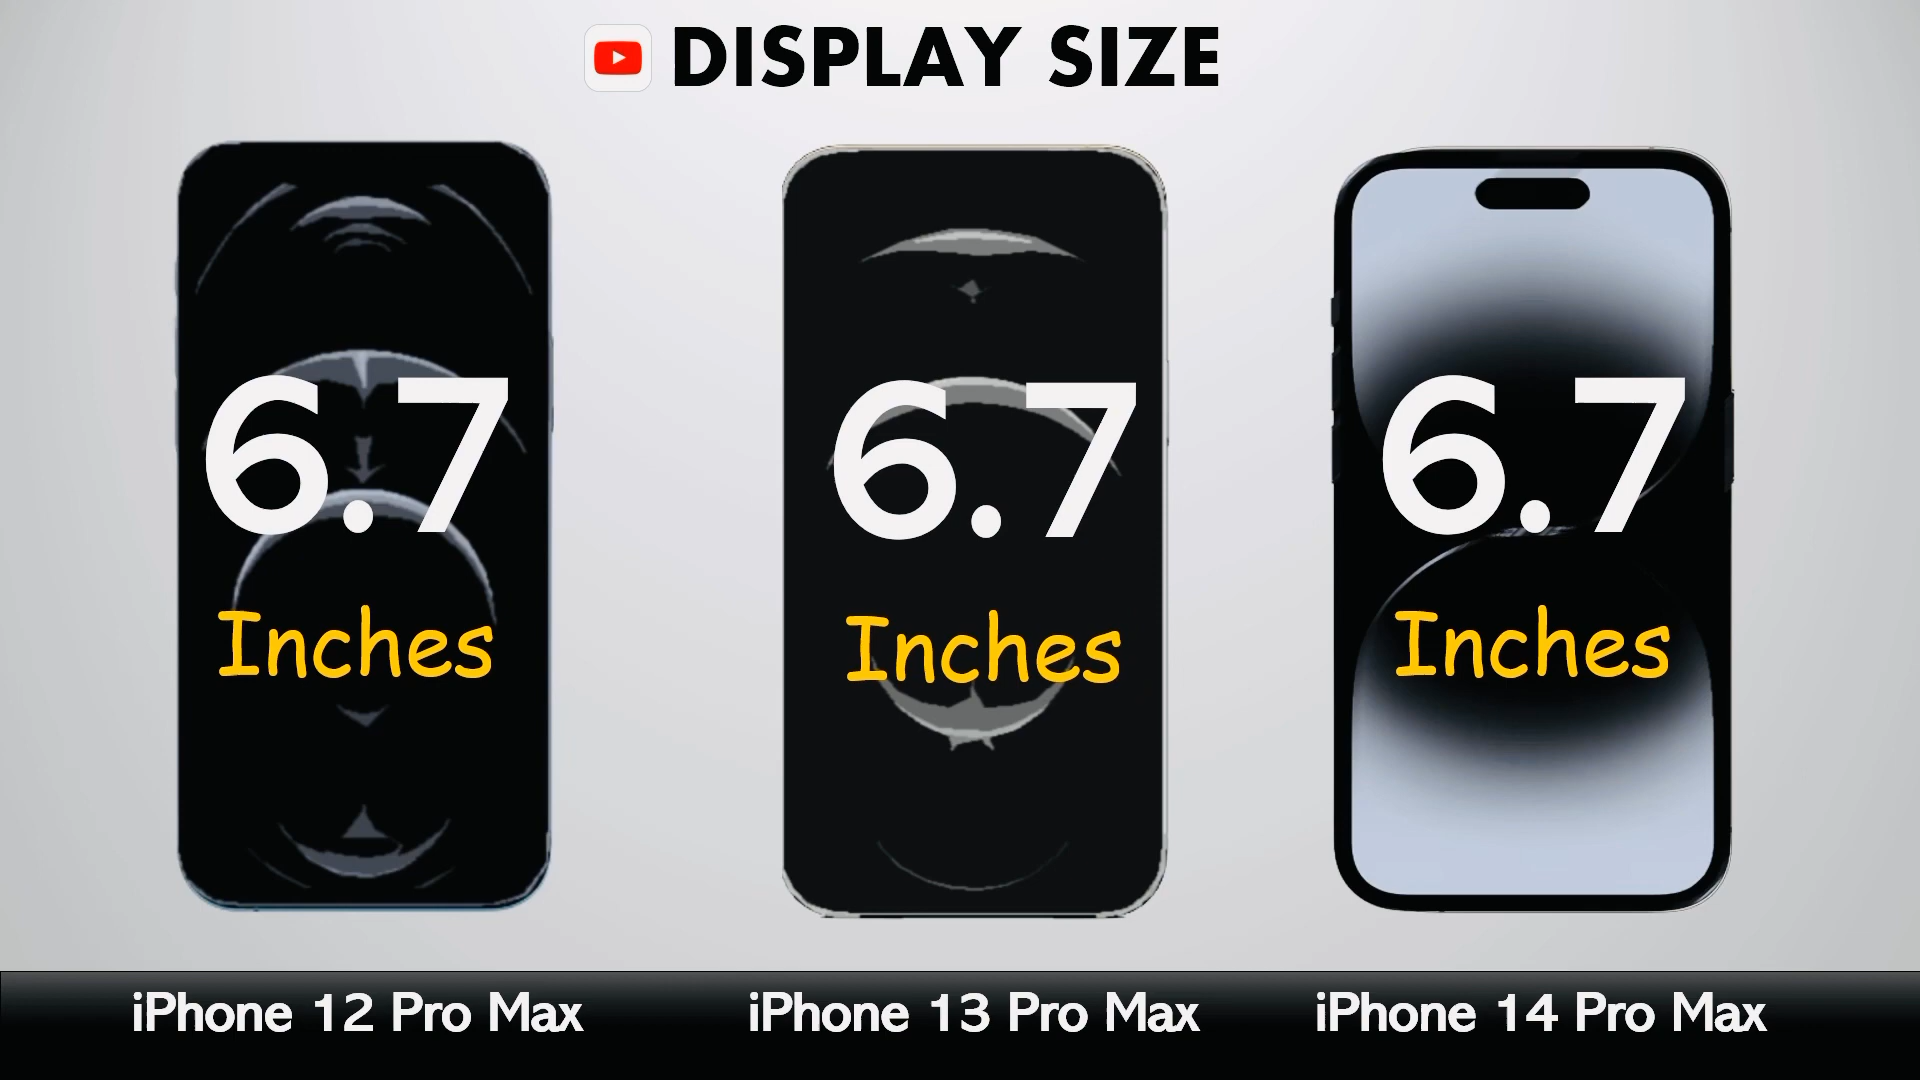 DISPLAY SIZE
6.7
Inches
6.7
Inches
6.7
Inches
iPhone 12 Pro Max
iPhone 13 Pro Max
iPhone 14 Pro Max